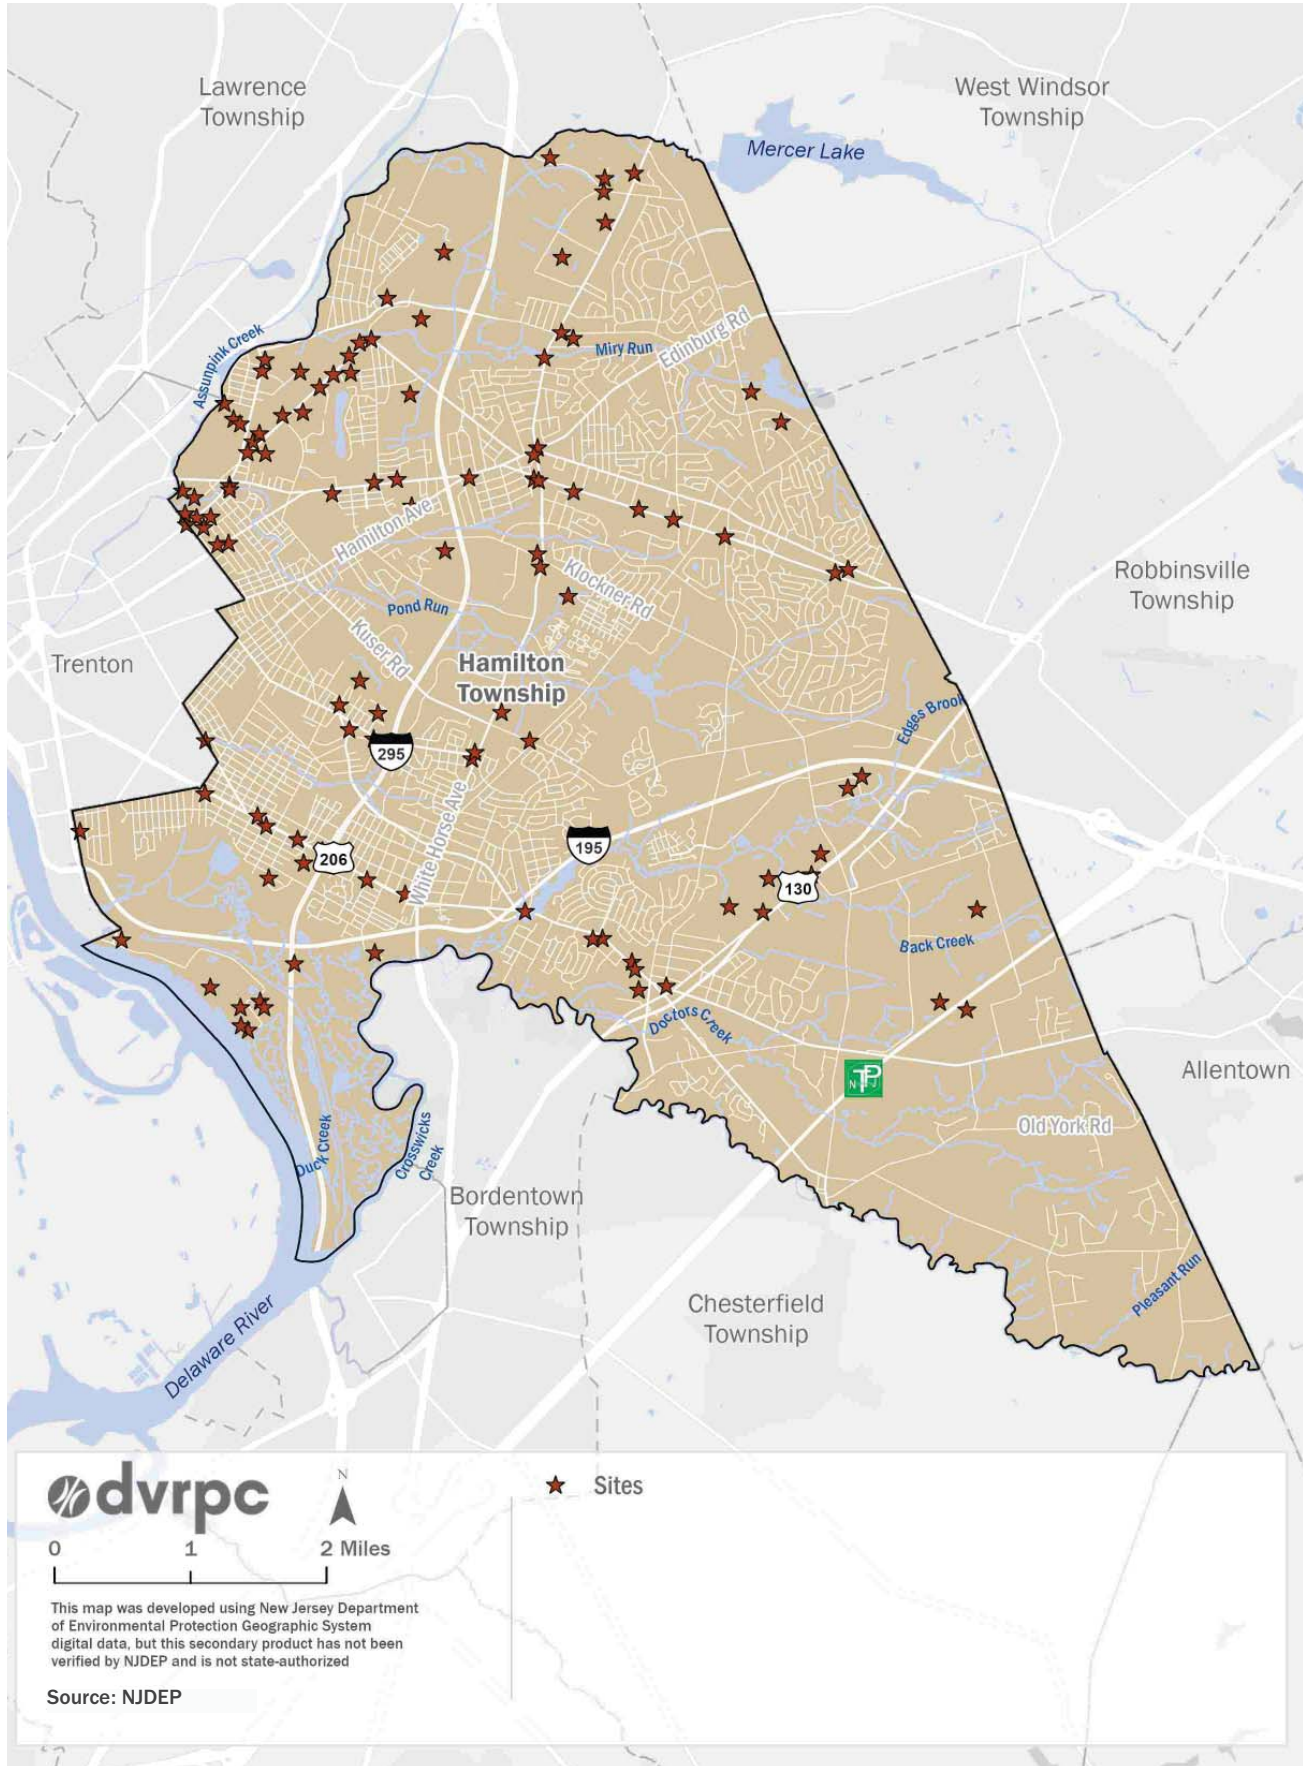 Lawrence
Township
West Windsor
Township
Mercer Lake
Assunpink Creek
Miry Run
Edinburg Rd
Hamilton Ave
Klockner Rd
Pond Run
Kuser Rd
Trenton
Hamilton
Township
Robbinsville
Township
Edges Brook
295
White Horse Ave
195
206
130
Back Creek
Doctors Creek
NTPJ
Allentown
Old York Rd
Duck Creek
Crosswicks
Creek
Bordentown
Township
Pleasant Run
Chesterfield
Township
Delaware River
dvrpc
N
Sites
0 1 2 Miles
This map was developed using New Jersey Department
of Environmental Protection Geographic System
digital data, but this secondary product has not been
verified by NJDEP and is not state-authorized
Source: NJDEP